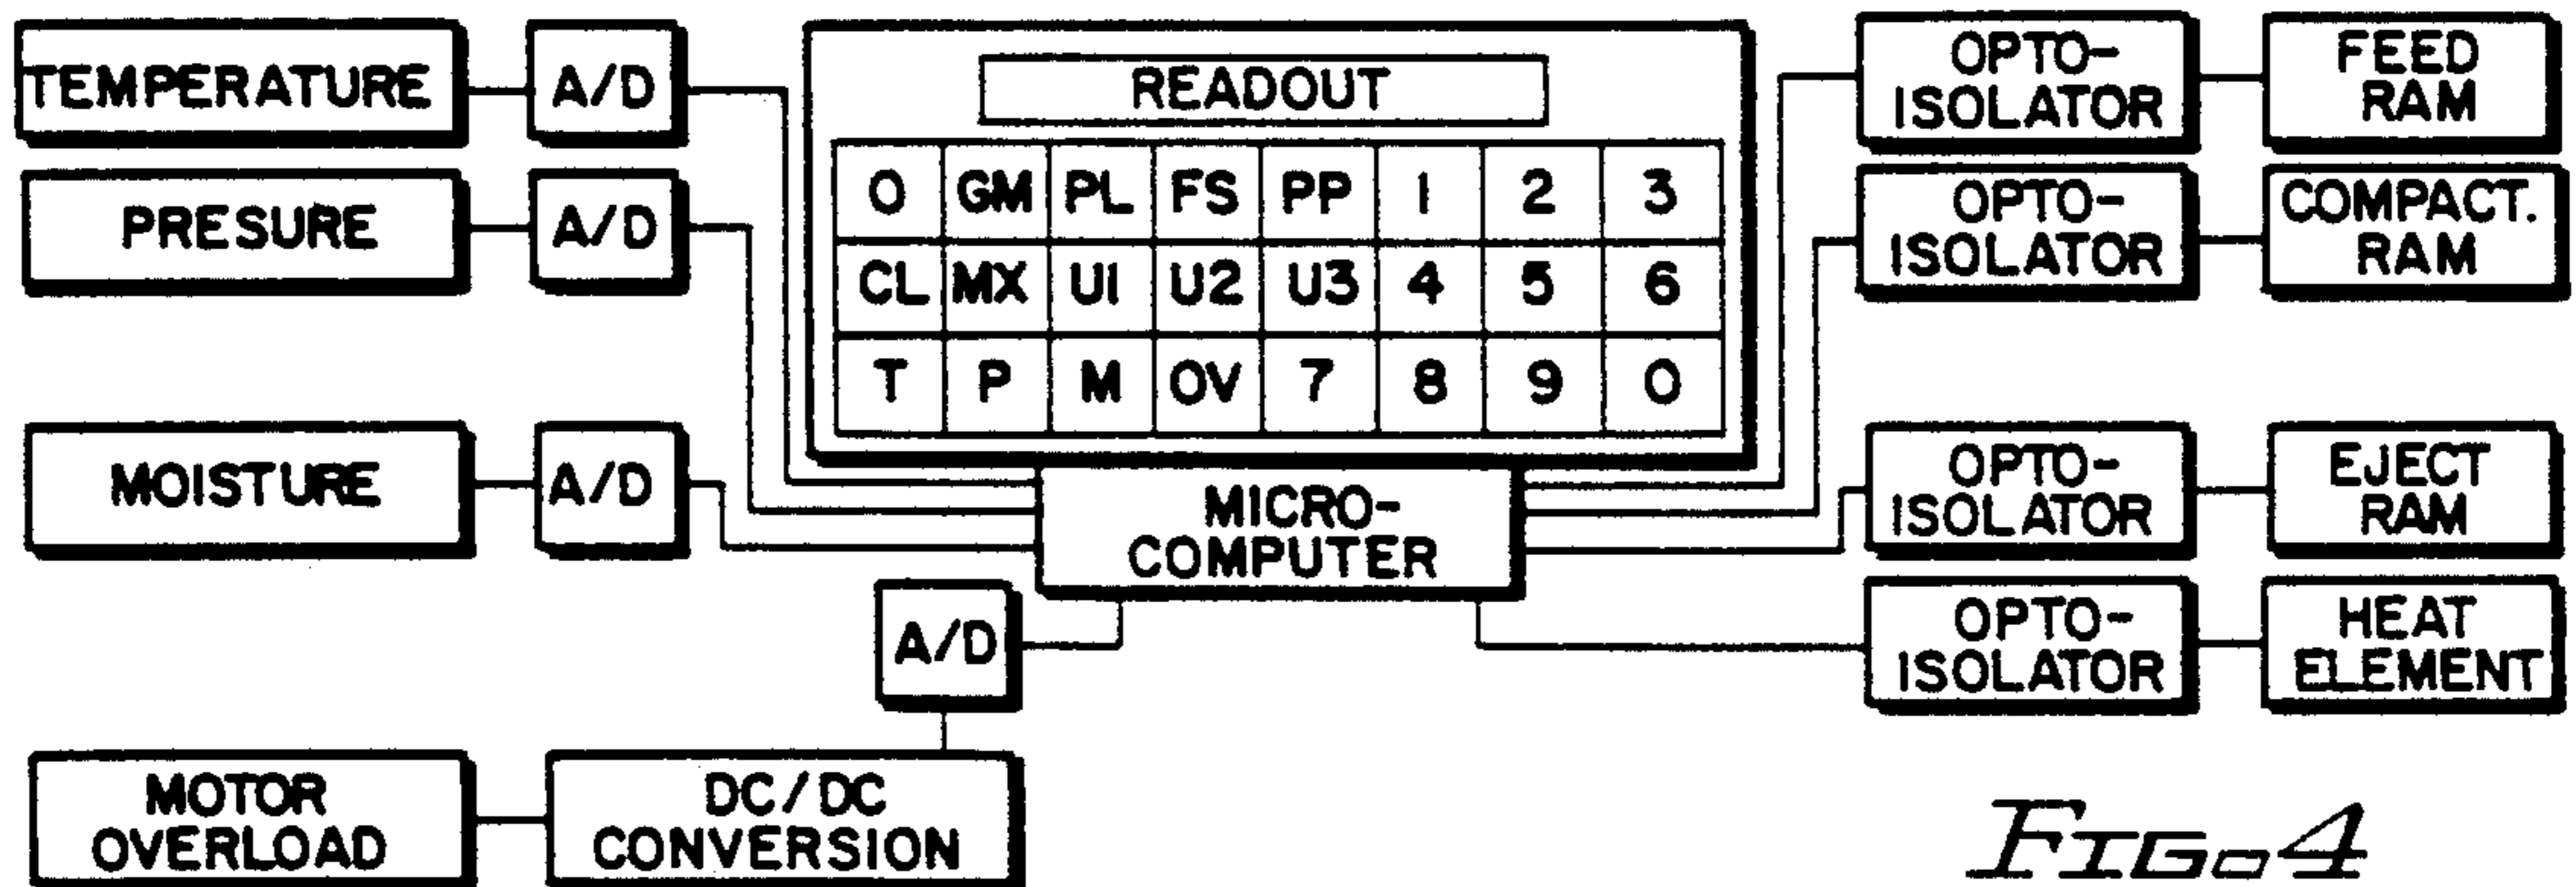 TEMPERATURE
A/D
PRESURE
A/D
MOISTURE
A/D
A/D
MOTOR
OVERLOAD
DC/DC
CONVERSION
READOUT
O GM PL FS PP 1 2 3
CL MX U1 U2 U3 4 5 6
T P M OV 7 8 9 0
MICRO-
COMPUTER
OPTO-
ISOLATOR
FEED
RAM
OPTO-
ISOLATOR
COMPACT.
RAM
OPTO-
ISOLATOR
EJECT
RAM
OPTO-
ISOLATOR
HEAT
ELEMENT
FIG. 4